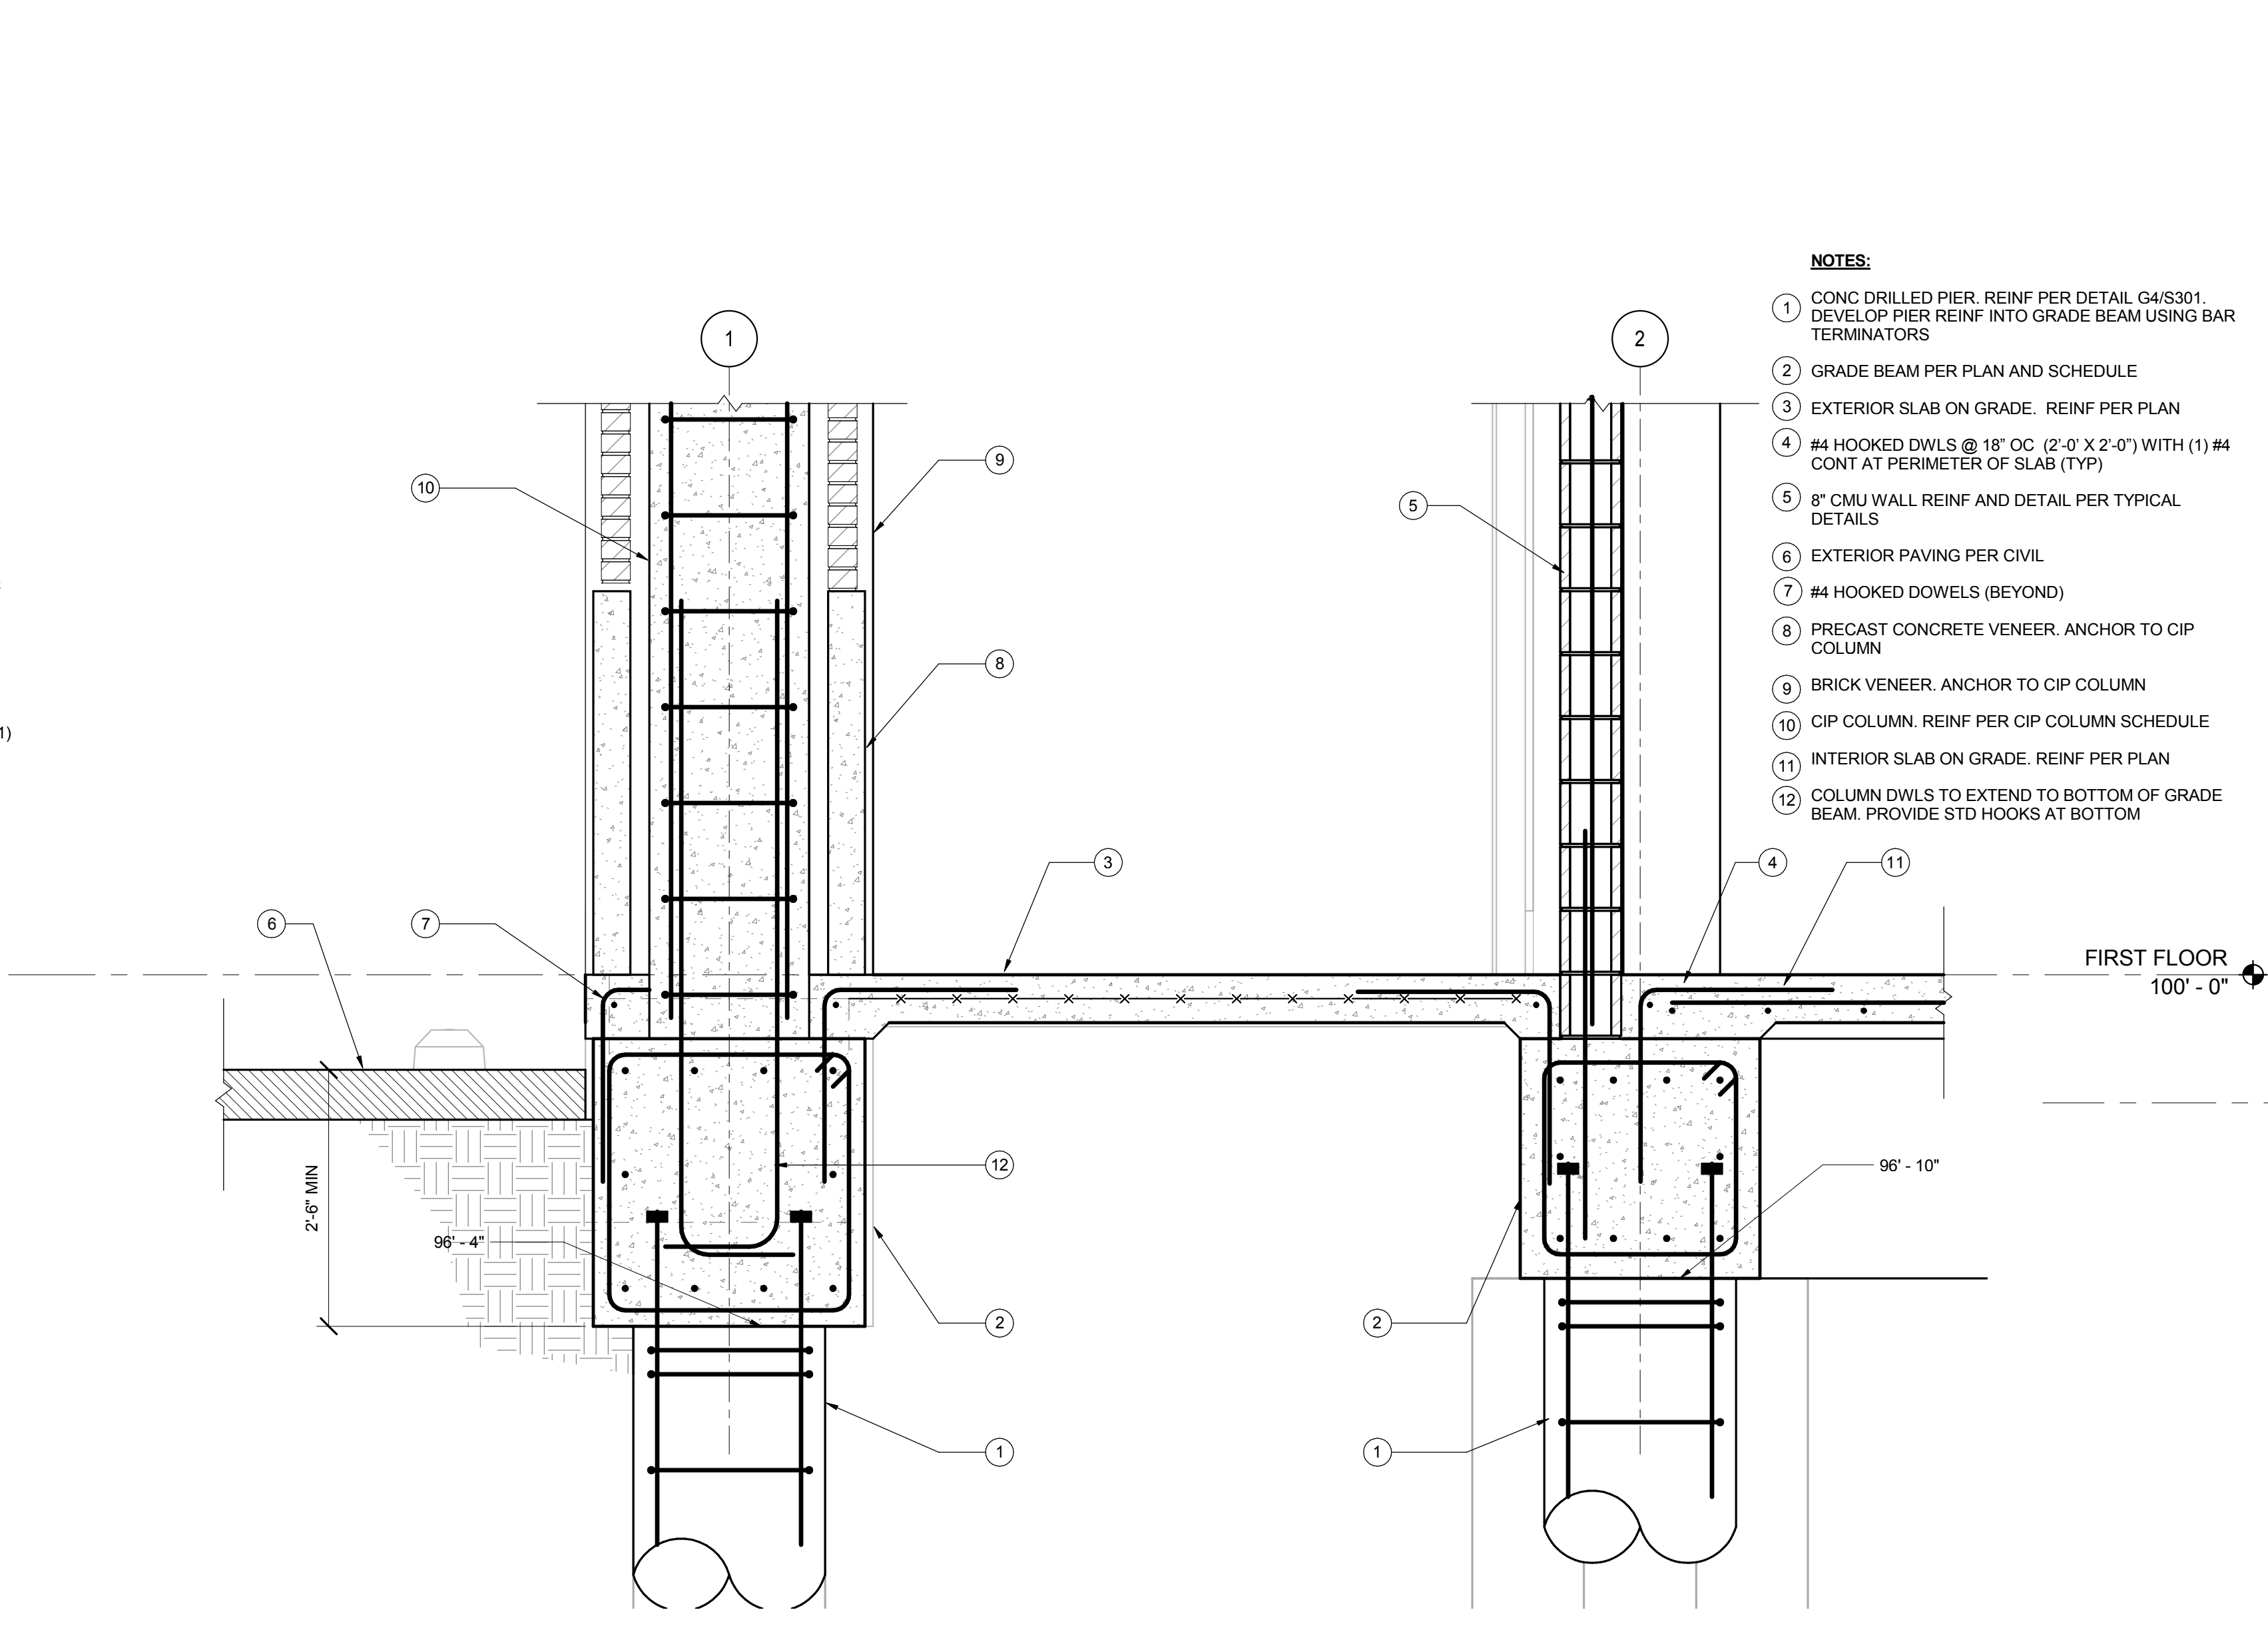 NOTES:
1 CONC DRILLED PIER. REINF PER DETAIL G4/S301.
DEVELOP PIER REINF INTO GRADE BEAM USING BAR
TERMINATORS
2 GRADE BEAM PER PLAN AND SCHEDULE
3 EXTERIOR SLAB ON GRADE. REINF PER PLAN
4 #4 HOOKED DWLS @ 18” OC (2'-0' X 2'-0”) WITH (1) #4
CONT AT PERIMETER OF SLAB (TYP)
5 8" CMU WALL REINF AND DETAIL PER TYPICAL
DETAILS
6 EXTERIOR PAVING PER CIVIL
7 #4 HOOKED DOWELS (BEYOND)
8 PRECAST CONCRETE VENEER. ANCHOR TO CIP
COLUMN
9 BRICK VENEER. ANCHOR TO CIP COLUMN
10 CIP COLUMN. REINF PER CIP COLUMN SCHEDULE
11 INTERIOR SLAB ON GRADE. REINF PER PLAN
12 COLUMN DWLS TO EXTEND TO BOTTOM OF GRADE
BEAM. PROVIDE STD HOOKS AT BOTTOM
1
2
9
10
5
8
1)
3
4
11
6
7
FIRST FLOOR
100' - 0"
12
96' - 10"
2'-6" MIN
96' - 4"
2
2
1
1